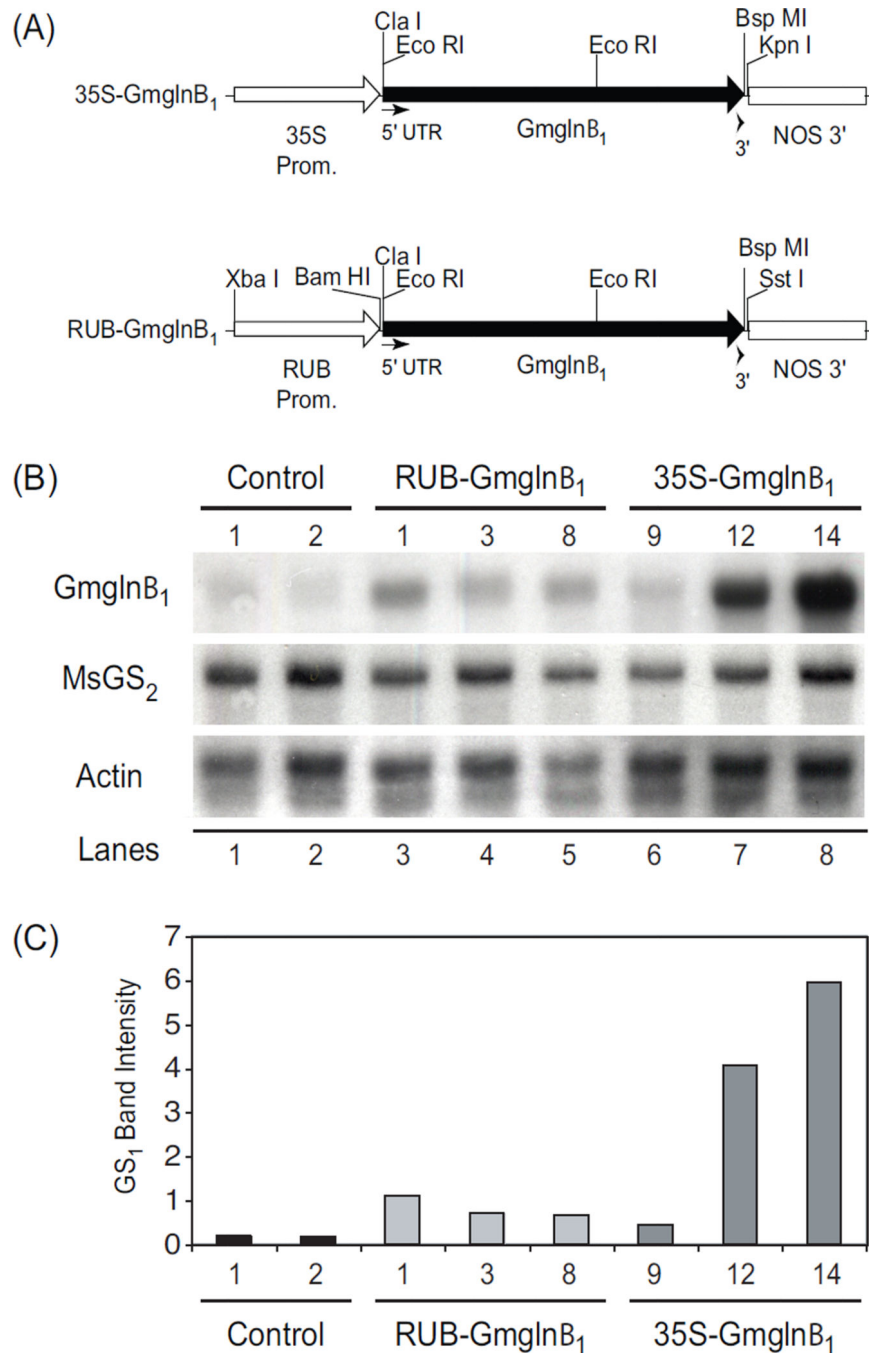 (A)
Cla I
Eco RI
Eco RI
Bsp MI
Kpn I
35S-GmglnB₁
5' UTR
GmglnB₁
3'
NOS 3'
35S
Prom.
Cla I
Xba I
Bam HI
Eco RI
Eco RI
Bsp MI
Sst I
RUB-GmglnB₁
5' UTR
GmglnB₁
3'
NOS 3'
RUB
Prom.
(B)
Control RUB-GmglnB₁ 35S-GmglnB₁
1 2 1 3 8 9 12 14
GmglnB₁
MsGS₂
Actin
Lanes 1 2 3 4 5 6 7 8
(C)
GS₁ Band Intensity
7
6
5
4
3
2
1
0
1 2 1 3 8 9 12 14
Control RUB-GmglnB₁ 35S-GmglnB₁